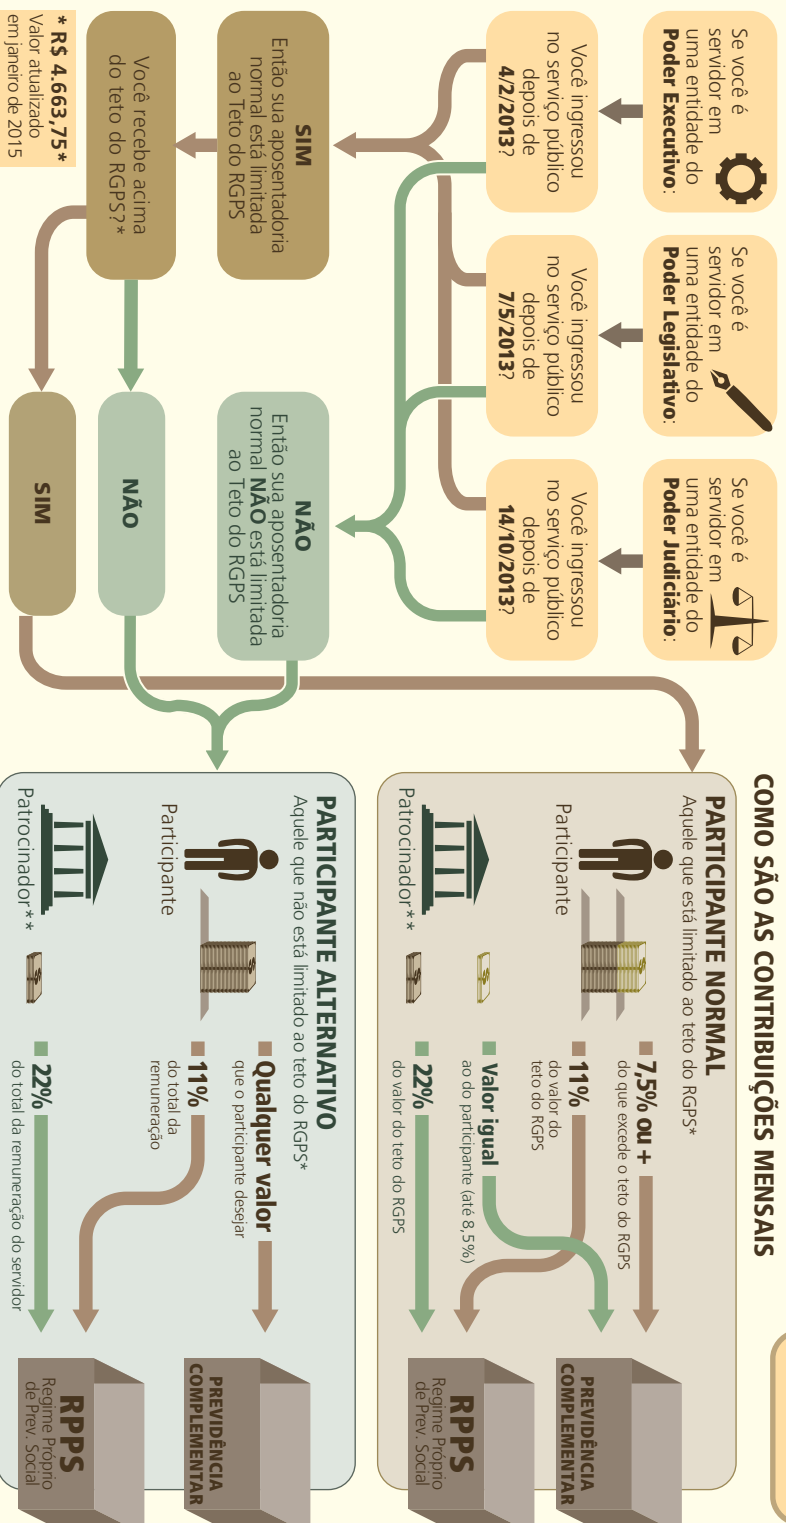 Se você é
servidor em
uma entidade do
Poder Executivo:
Se você é
servidor em
uma entidade do
Poder Legislativo:
Se você é
servidor em
uma entidade do
Poder Judiciário:
Você ingressou
no serviço público
depois de
4/2/2013?
Você ingressou
no serviço público
depois de
7/5/2013?
Você ingressou
no serviço público
depois de
14/10/2013?
SIM
Então sua aposentadoria
normal está limitada
ao Teto do RGPS
NÃO
Então sua aposentadoria
normal NÃO está limitada
ao Teto do RGPS
Você recebe acima
do teto do RGPS?*
NÃO
SIM
* R$ 4.663,75*
Valor atualizado
em janeiro de 2015
COMO SÃO AS CONTRIBUIÇÕES MENSAIS
PARTICIPANTE NORMAL
Aquele que está limitado ao teto do RGPS*
Participante
7,5% ou +
do que excede o teto do RGPS
11%
do valor do
teto do RGPS
Patrocinador**
Valor igual
ao do participante (até 8,5%)
22%
do valor do teto do RGPS
PREVIDÊNCIA
COMPLEMENTAR
RPPS
Regime Próprio
de Prev. Social
PARTICIPANTE ALTERNATIVO
Aquele que não está limitado ao teto do RGPS*
Participante
Qualquer valor
que o participante desejar
11%
do total da
remuneração
Patrocinador**
22%
do total da remuneração do servidor
PREVIDÊNCIA
COMPLEMENTAR
RPPS
Regime Próprio
de Prev. Social